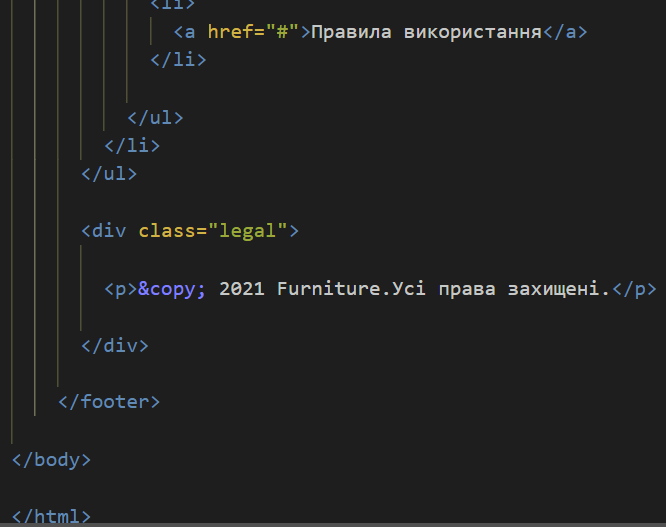 <li>
<a href="#">Правила використання</a>
</li>
</ul>
</li>
</ul>
<div class="legal">
<p>&copy; 2021 Furniture.Усі права захищені.</p>
</div>
</footer>
</body>
</html>